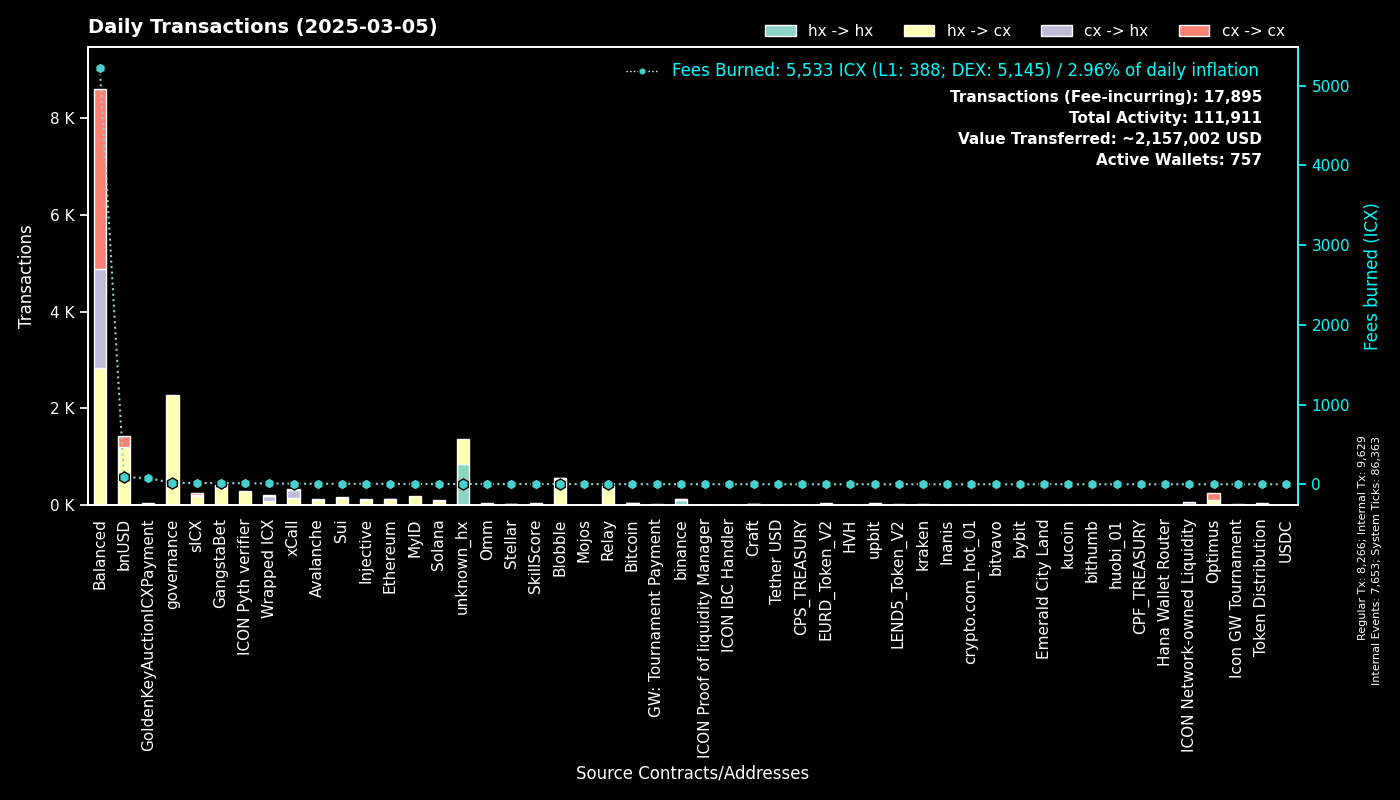 Daily Transactions (2025-03-05)
hx -> hx
hx -> cx
cx -> hx
cx -> cx
Fees Burned: 5,533 ICX (L1: 388; DEX: 5,145) / 2.96% of daily inflation
Transactions (Fee-incurring): 17,895
Total Activity: 111,911
Value Transferred: ~2,157,002 USD
Active Wallets: 757
Transactions
8 K
6 K
4 K
2 K
0 K
5000
4000
3000
2000
1000
0
Fees burned (ICX)
Regular Tx: 8,266; Internal Tx: 9,629
Internal Events: 7,653; System Ticks: 86,363
Balanced
bnUSD
GoldenKeyAuctionICXPayment
governance
sICX
GangstaBet
ICON Pyth verifier
Wrapped ICX
xCall
Avalanche
Sui
Injective
Ethereum
MyID
Solana
unknown_hx
Omm
Stellar
SkillScore
Blobble
Mojos
Relay
Bitcoin
GW: Tournament Payment
binance
ICON Proof of liquidity Manager
ICON IBC Handler
Craft
Tether USD
CPS_TREASURY
EURD_Token_V2
HVH
upbit
LEND5_Token_V2
kraken
Inanis
crypto.com_hot_01
bitvavo
bybit
Emerald City Land
kucoin
bithumb
huobi_01
CPF_TREASURY
Hana Wallet Router
ICON Network-owned Liquidity
Optimus
Icon GW Tournament
Token Distribution
USDC
Source Contracts/Addresses